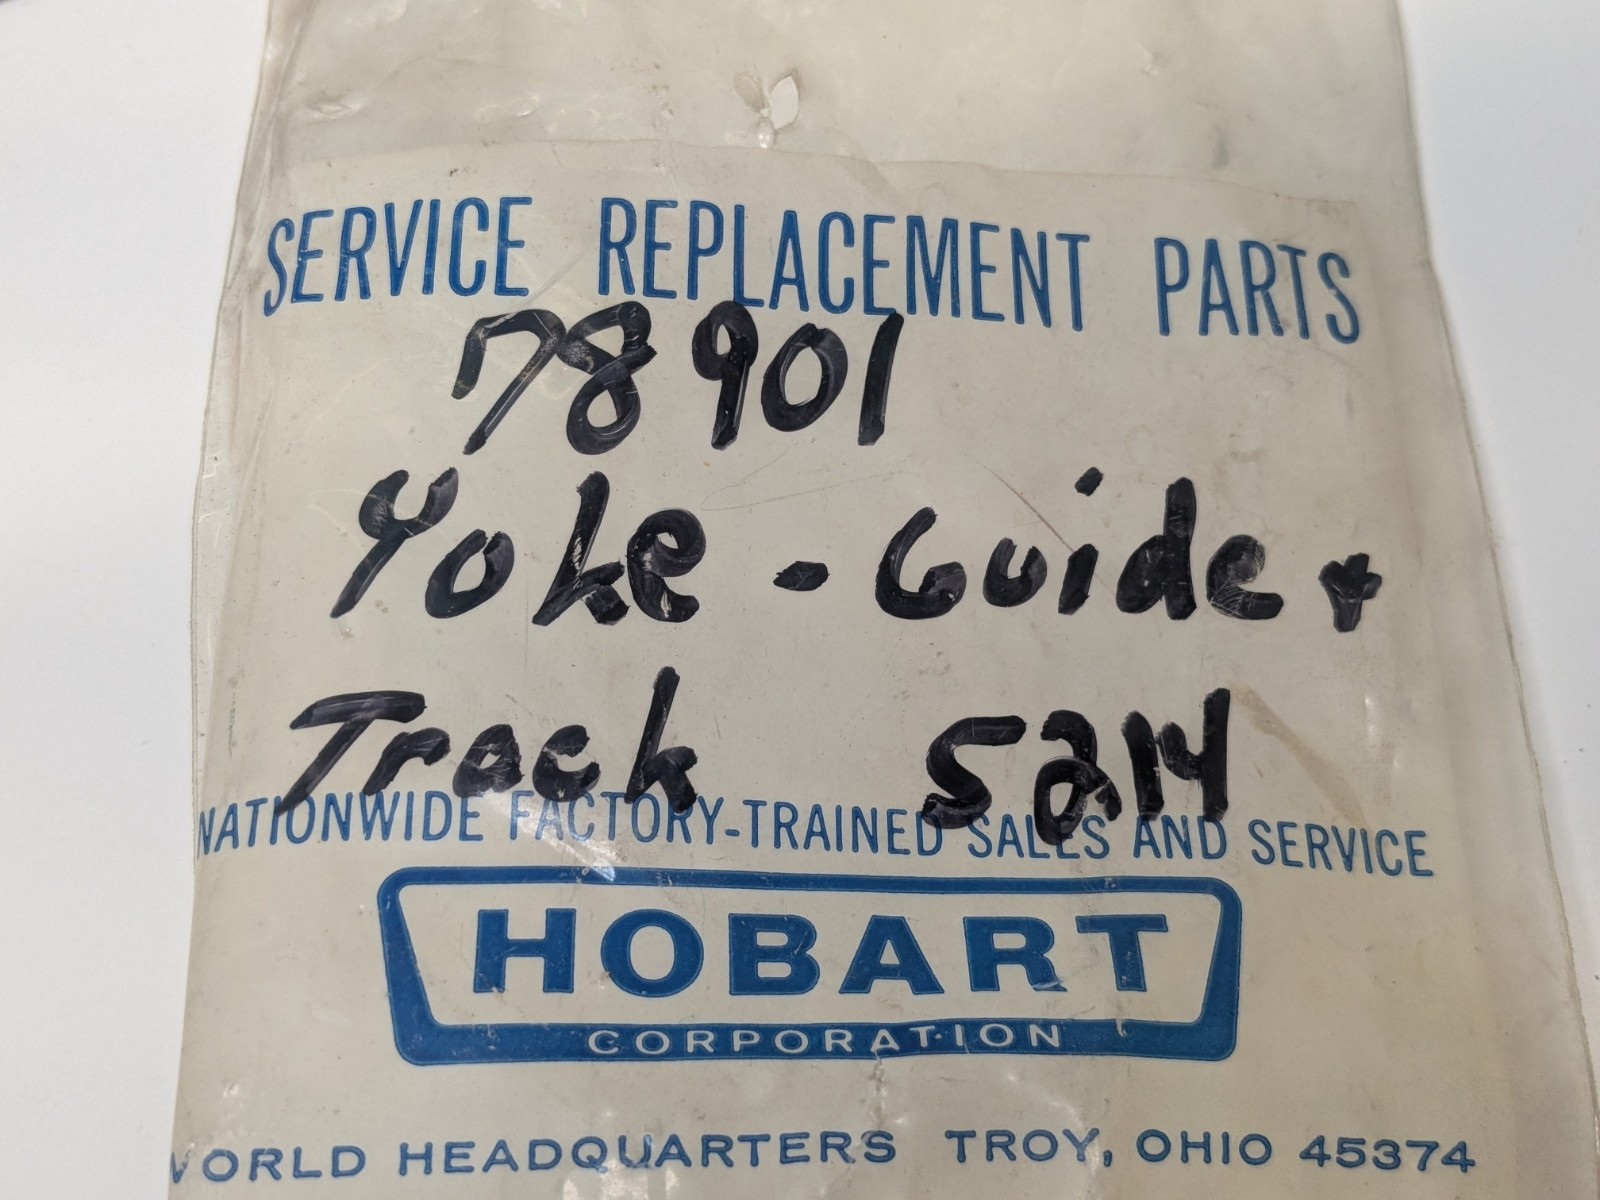 SERVICE REPLACEMENT PARTS
78901
Yoke - Guide +
Track 5214
NATIONWIDE FACTORY-TRAINED SALES AND SERVICE
HOBART
CORPORATION
WORLD HEADQUARTERS TROY, OHIO 45374